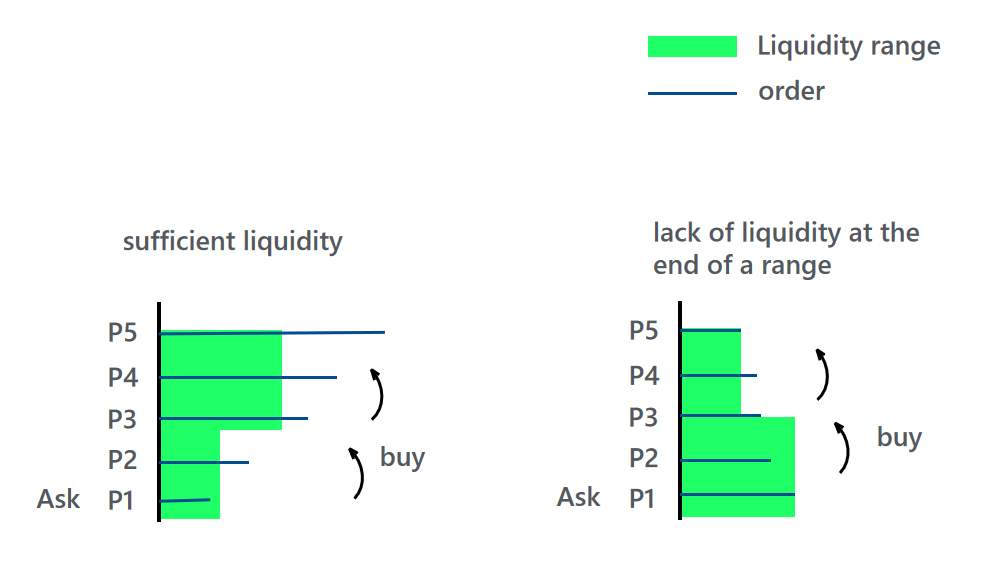 Liquidity range
order
sufficient liquidity
P5
P4
P3
P2
buy
Ask P1
lack of liquidity at the
end of a range
P5
P4
P3
P2
buy
Ask P1